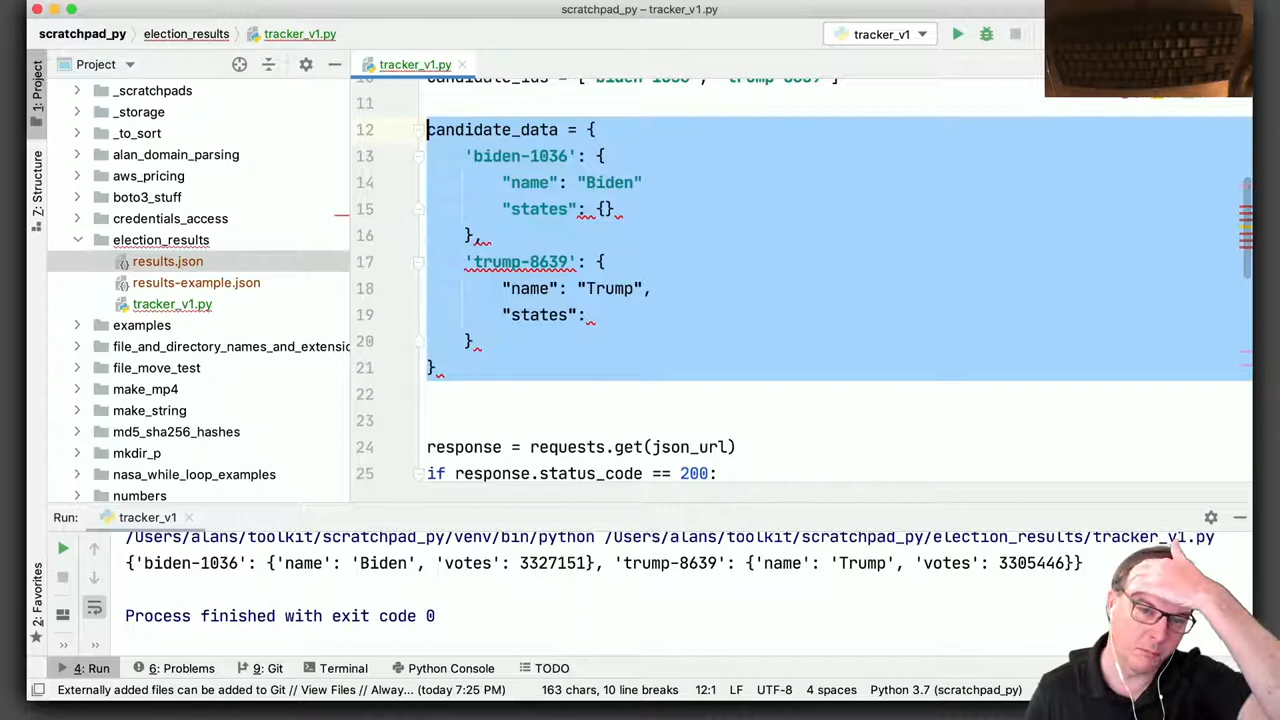 scratchpad_py – tracker_v1.py
scratchpad_py
election_results
tracker_v1.py
tracker_v1
1: Project
Z: Structure
2: Favorites
Project
_scratchpads
_storage
_to_sort
alan_domain_parsing
aws_pricing
boto3_stuff
credentials_access
election_results
results.json
results-example.json
tracker_v1.py
examples
file_and_directory_names_and_extensio
file_move_test
make_mp4
make_string
md5_sha256_hashes
mkdir_p
nasa_while_loop_examples
numbers
tracker_v1.py
11
12 candidate_data = {
13 'biden-1036': {
14 "name": "Biden"
15 "states": {}
16 },
17 'trump-8639': {
18 "name": "Trump",
19 "states":
20 }
21 }
22
23
24 response = requests.get(json_url)
25 if response.status_code == 200:
Run: tracker_v1
/Users/alans/toolkit/scratchpad_py/venv/bin/python /Users/alans/toolkit/scratchpad_py/election_results/tracker_v1.py
{'biden-1036': {'name': 'Biden', 'votes': 3327151}, 'trump-8639': {'name': 'Trump', 'votes': 3305446}}
Process finished with exit code 0
4: Run 6: Problems 9: Git Terminal Python Console TODO
Externally added files can be added to Git // View Files // Alway... (today 7:25 PM) 163 chars, 10 line breaks 12:1 LF UTF-8 4 spaces Python 3.7 (scratchpad_py)